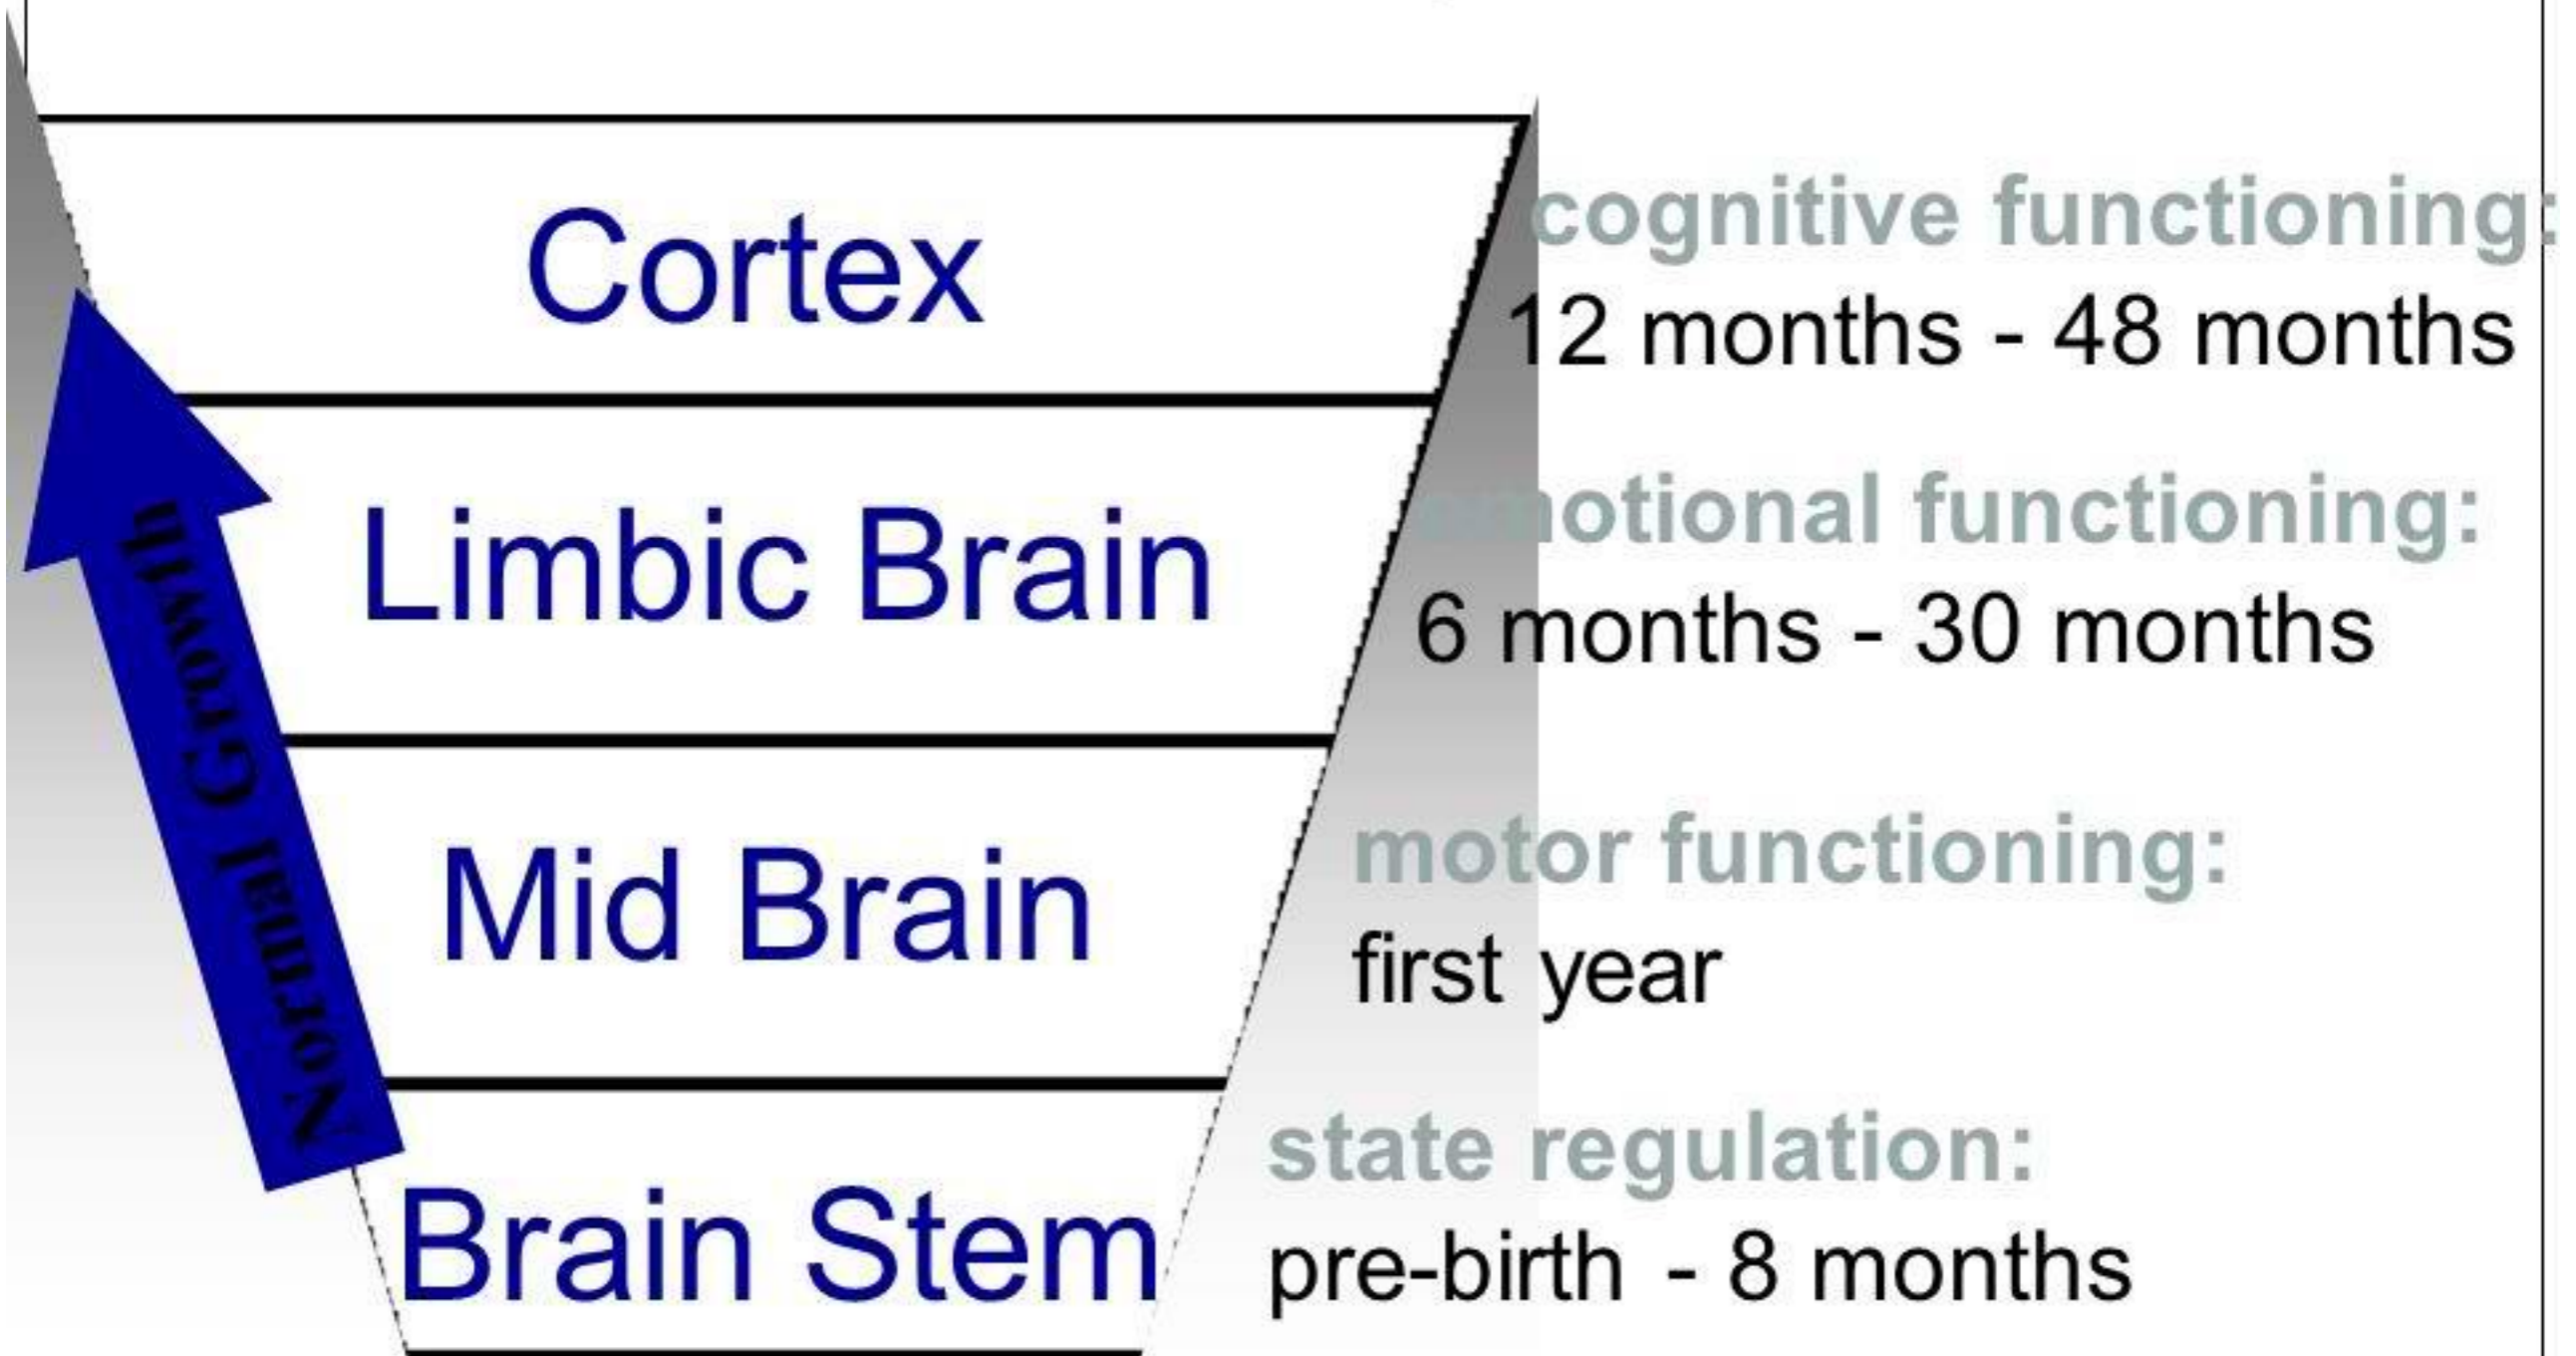 Cortex
cognitive functioning:
12 months - 48 months
Limbic Brain
emotional functioning:
6 months - 30 months
Mid Brain
motor functioning:
first year
Brain Stem
state regulation:
pre-birth - 8 months
Normal Growth